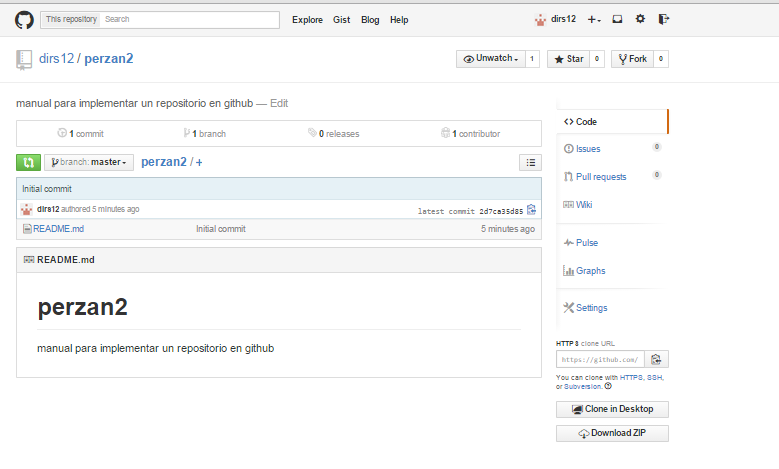 This repository Search Explore Gist Blog Help dirs12 +
dirs12 / perzan2 Unwatch 1 Star 0 Fork 0
manual para implementar un repositorio en github — Edit
1 commit 1 branch 0 releases 1 contributor
branch: master perzan2 / +
Initial commit
dirs12 authored 5 minutes ago latest commit 2d7ca35d85
README.md Initial commit 5 minutes ago
README.md
perzan2
manual para implementar un repositorio en github
Code
Issues 0
Pull requests 0
Wiki
Pulse
Graphs
Settings
HTTPS clone URL
https://github.com/
You can clone with HTTPS, SSH,
or Subversion.
Clone in Desktop
Download ZIP